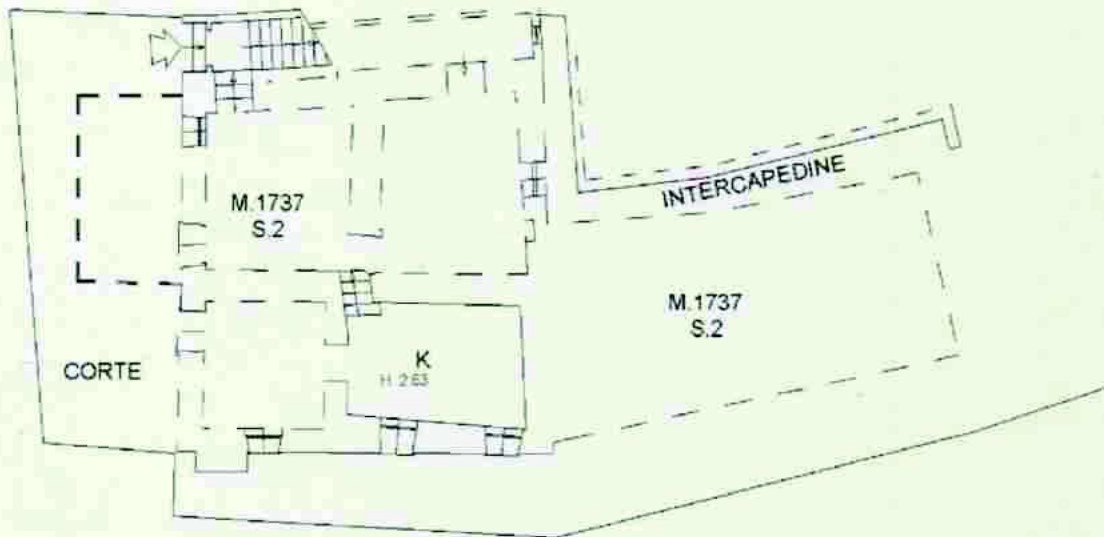 INTERCAPEDINE
M.1737
S.2
M.1737
S.2
CORTE
K
H 2.63